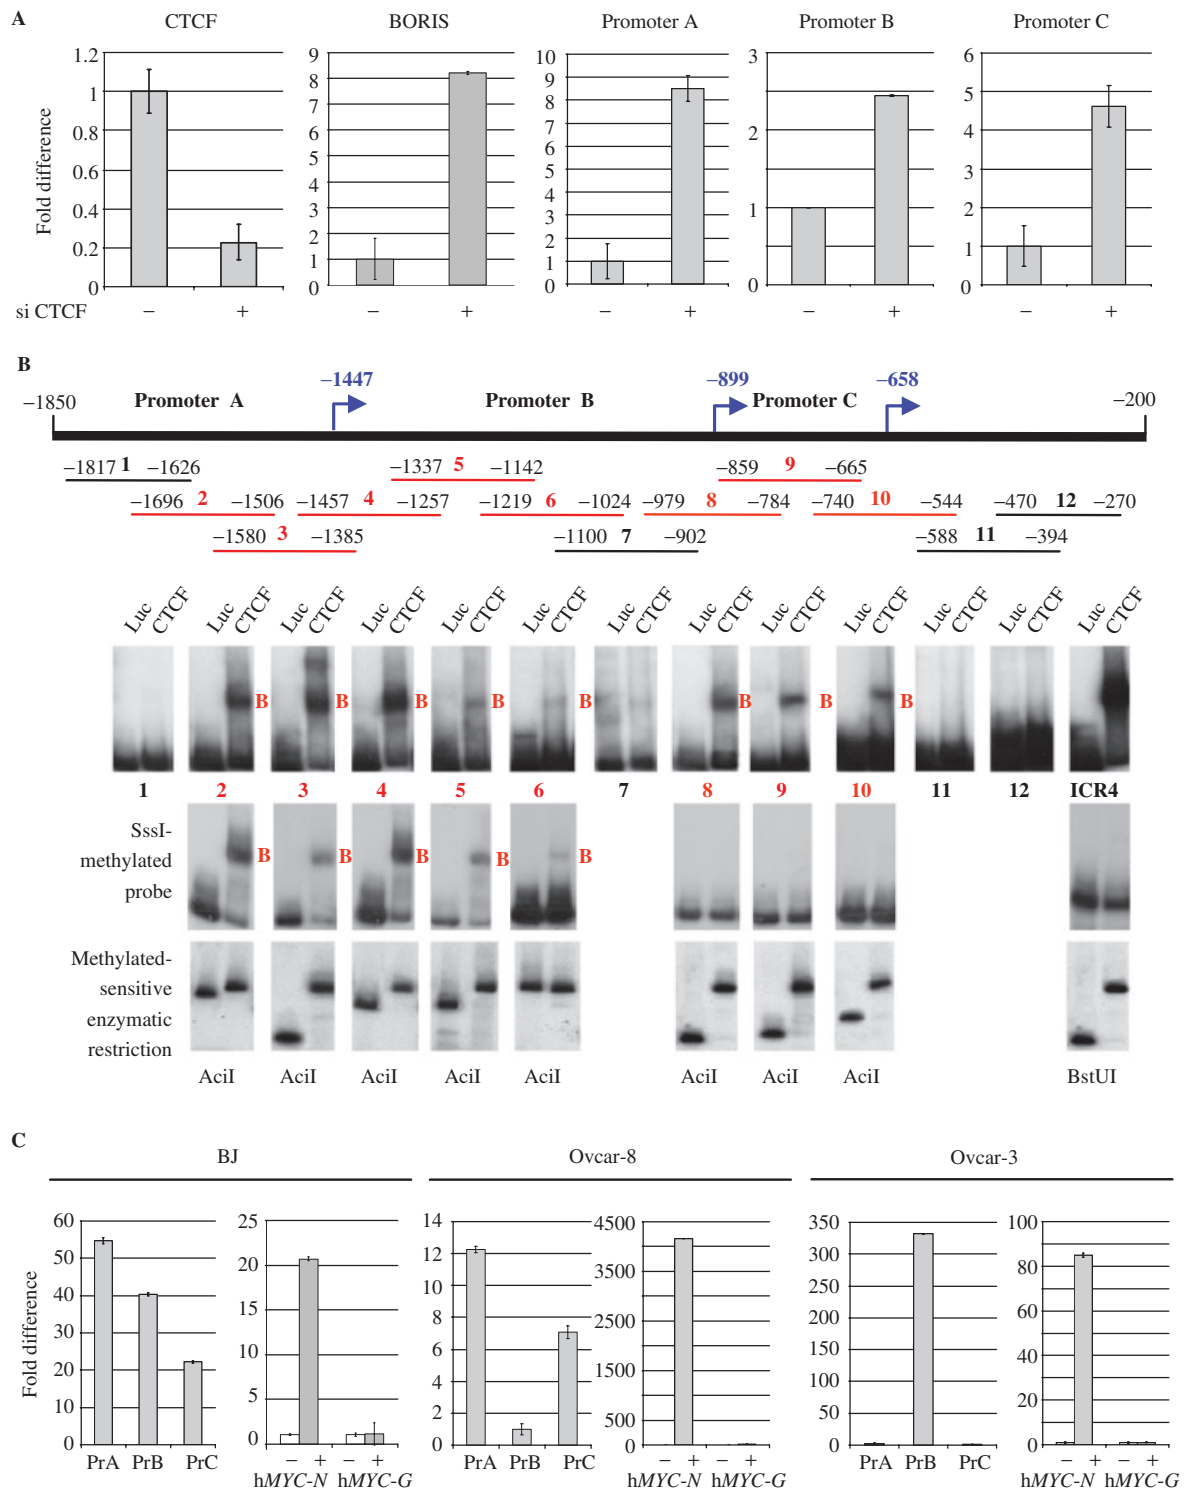 A
CTCF BORIS Promoter A Promoter B Promoter C
Fold difference
1.2 1 0.8 0.6 0.4 0.2 0
9 8 7 6 5 4 3 2 1 0
10 9 8 7 6 5 4 3 2 1 0
3 2 1 0
6 5 4 3 2 1 0
si CTCF − + − + − + − + − +
B
−1447 −899 −658
−1850 Promoter A Promoter B Promoter C −200
−1817 1 −1626 −1337 5 −1142 −859 9 −665
−1696 2 −1506 −1457 4 −1257 −1219 6 −1024 −979 8 −784 −740 10 −544 −470 12 −270
−1580 3 −1385 −1100 7 −902 −588 11 −394
Luc CTCF Luc CTCF Luc CTCF Luc CTCF Luc CTCF Luc CTCF Luc CTCF Luc CTCF Luc CTCF Luc CTCF Luc CTCF Luc CTCF Luc CTCF
B B B B B B B B
1 2 3 4 5 6 7 8 9 10 11 12 ICR4
SssI-
methylated
probe
B B B B B
Methylated-
sensitive
enzymatic
restriction
AciI AciI AciI AciI AciI AciI AciI AciI BstUI
C
BJ Ovcar-8 Ovcar-3
Fold difference
60 50 40 30 20 10 0
25 20 15 10 5 0
14 12 10 8 6 4 2 0
4500 3500 2500 1500 500 0
350 300 250 200 150 100 50 0
100 80 60 40 20 0
PrA PrB PrC − + − + PrA PrB PrC − + − + PrA PrB PrC − + − +
hMYC-N hMYC-G hMYC-N hMYC-G hMYC-N hMYC-G